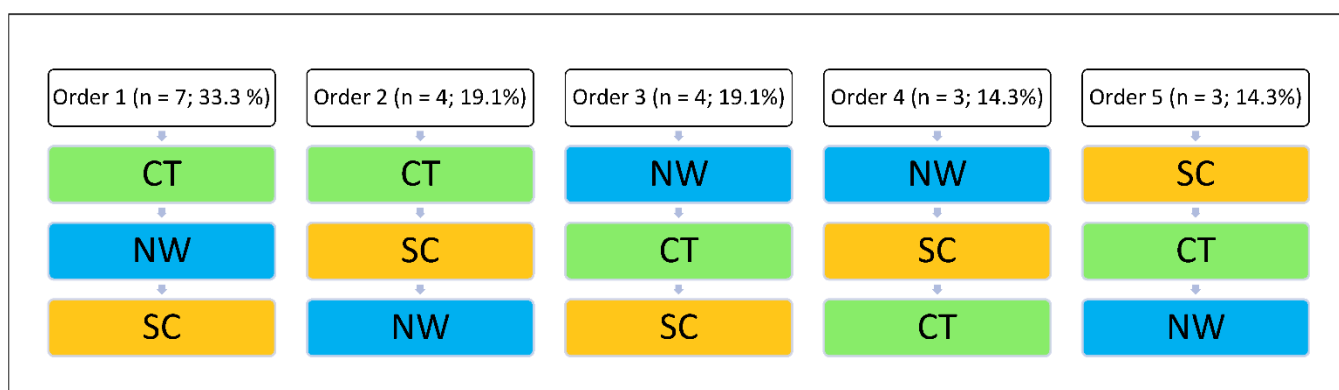 Order 1 (n = 7; 33.3 %)
CT
NW
SC
Order 2 (n = 4; 19.1%)
CT
SC
NW
Order 3 (n = 4; 19.1%)
NW
CT
SC
Order 4 (n = 3; 14.3%)
NW
SC
CT
Order 5 (n = 3; 14.3%)
SC
CT
NW